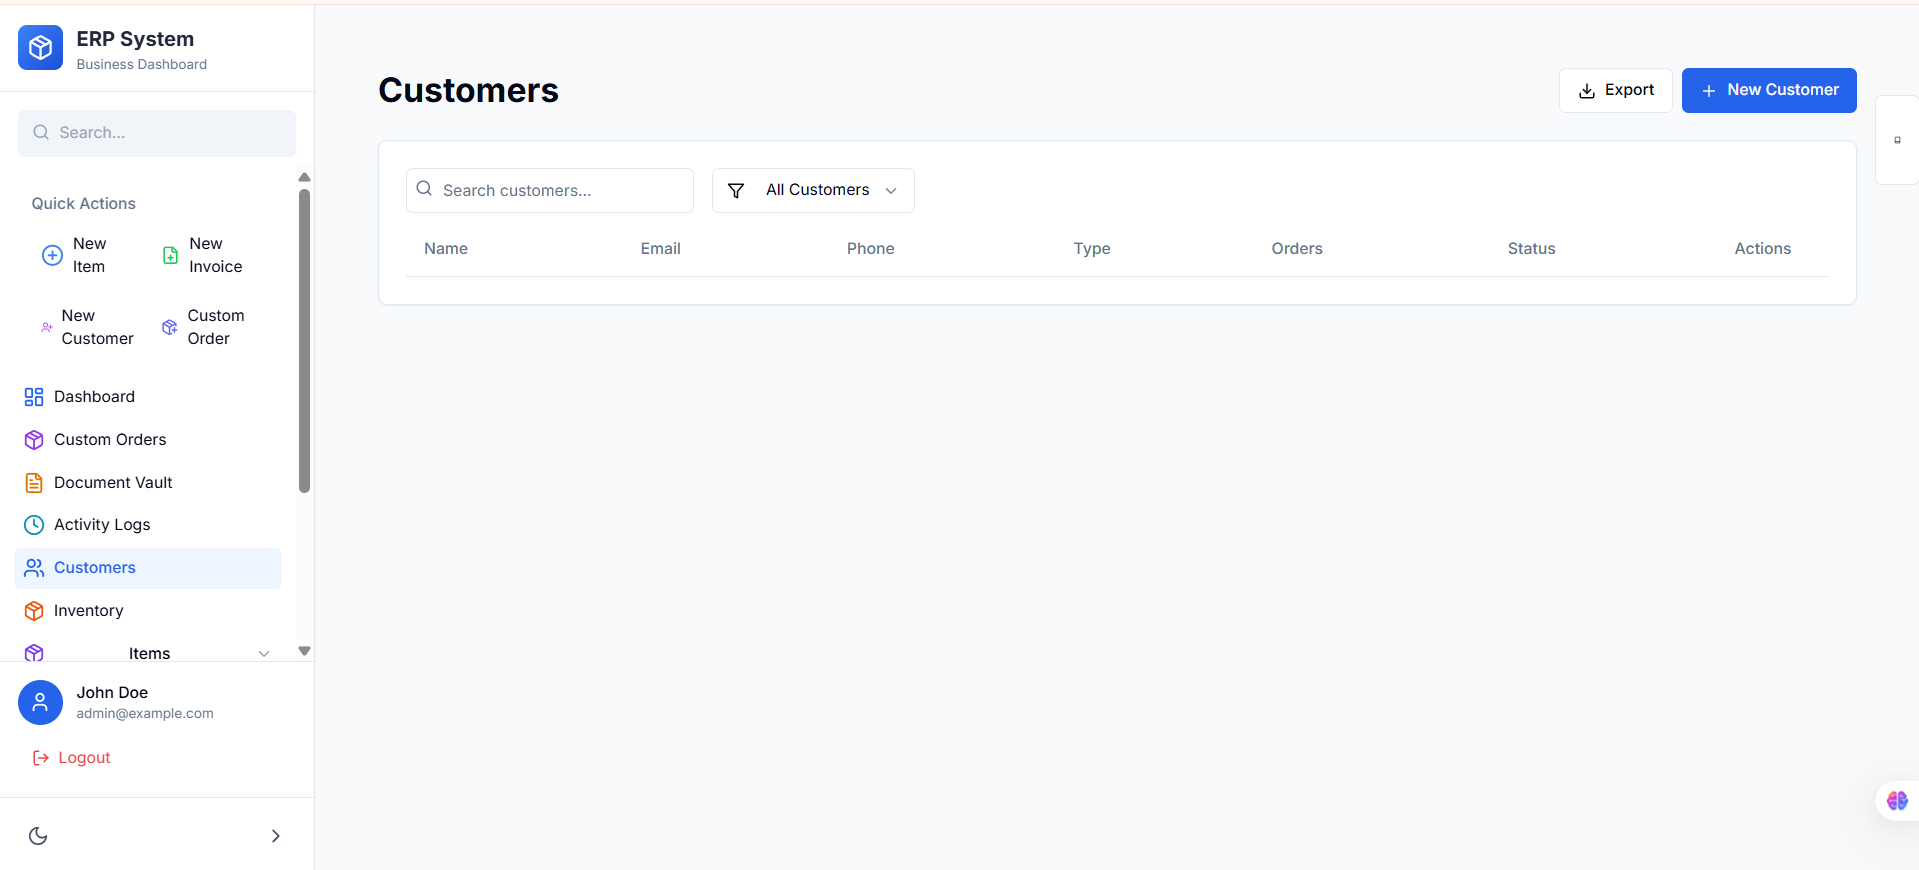 ERP System
Business Dashboard
Search...
Quick Actions
New
Item
New
Invoice
New
Customer
Custom
Order
Dashboard
Custom Orders
Document Vault
Activity Logs
Customers
Inventory
Items
John Doe
admin@example.com
Logout
Customers
Export
New Customer
Search customers...
All Customers
Name Email Phone Type Orders Status Actions